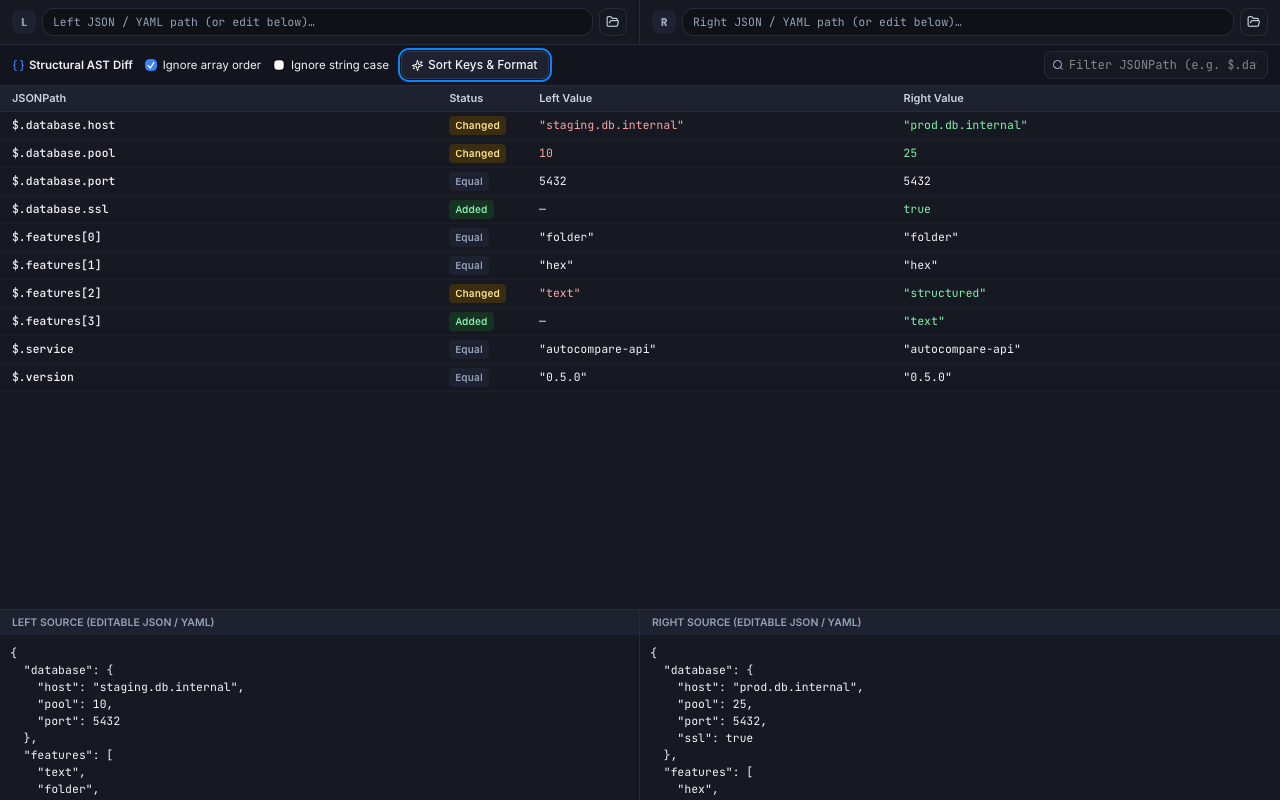 L Left JSON / YAML path (or edit below)… R Right JSON / YAML path (or edit below)…
{ } Structural AST Diff Ignore array order Ignore string case Sort Keys & Format Filter JSONPath (e.g. $.da
JSONPath Status Left Value Right Value
$.database.host Changed "staging.db.internal" "prod.db.internal"
$.database.pool Changed 10 25
$.database.port Equal 5432 5432
$.database.ssl Added — true
$.features[0] Equal "folder" "folder"
$.features[1] Equal "hex" "hex"
$.features[2] Changed "text" "structured"
$.features[3] Added — "text"
$.service Equal "autocompare-api" "autocompare-api"
$.version Equal "0.5.0" "0.5.0"
LEFT SOURCE (EDITABLE JSON / YAML)
{
  "database": {
    "host": "staging.db.internal",
    "pool": 10,
    "port": 5432
  },
  "features": [
    "text",
    "folder",
RIGHT SOURCE (EDITABLE JSON / YAML)
{
  "database": {
    "host": "prod.db.internal",
    "pool": 25,
    "port": 5432,
    "ssl": true
  },
  "features": [
    "hex",